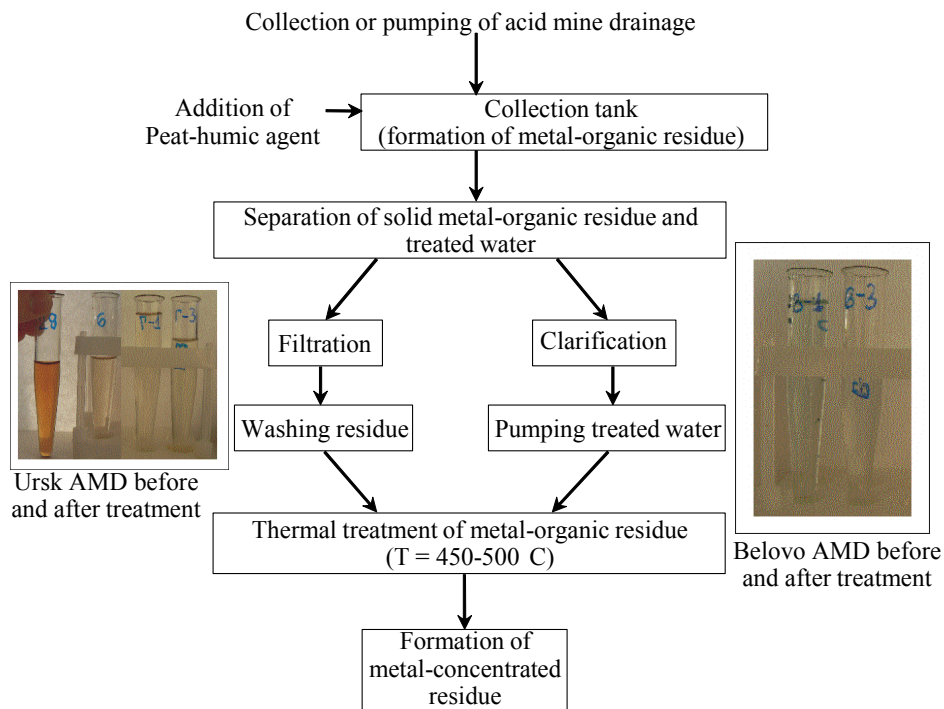 Collection or pumping of acid mine drainage
Addition of
Peat-humic agent
Collection tank
(formation of metal-organic residue)
Separation of solid metal-organic residue and
treated water
Filtration
Clarification
Washing residue
Pumping treated water
6
Ursk AMD before
and after treatment
Thermal treatment of metal-organic residue
(T = 450-500 C)
Belovo AMD before
and after treatment
Formation of
metal-concentrated
residue